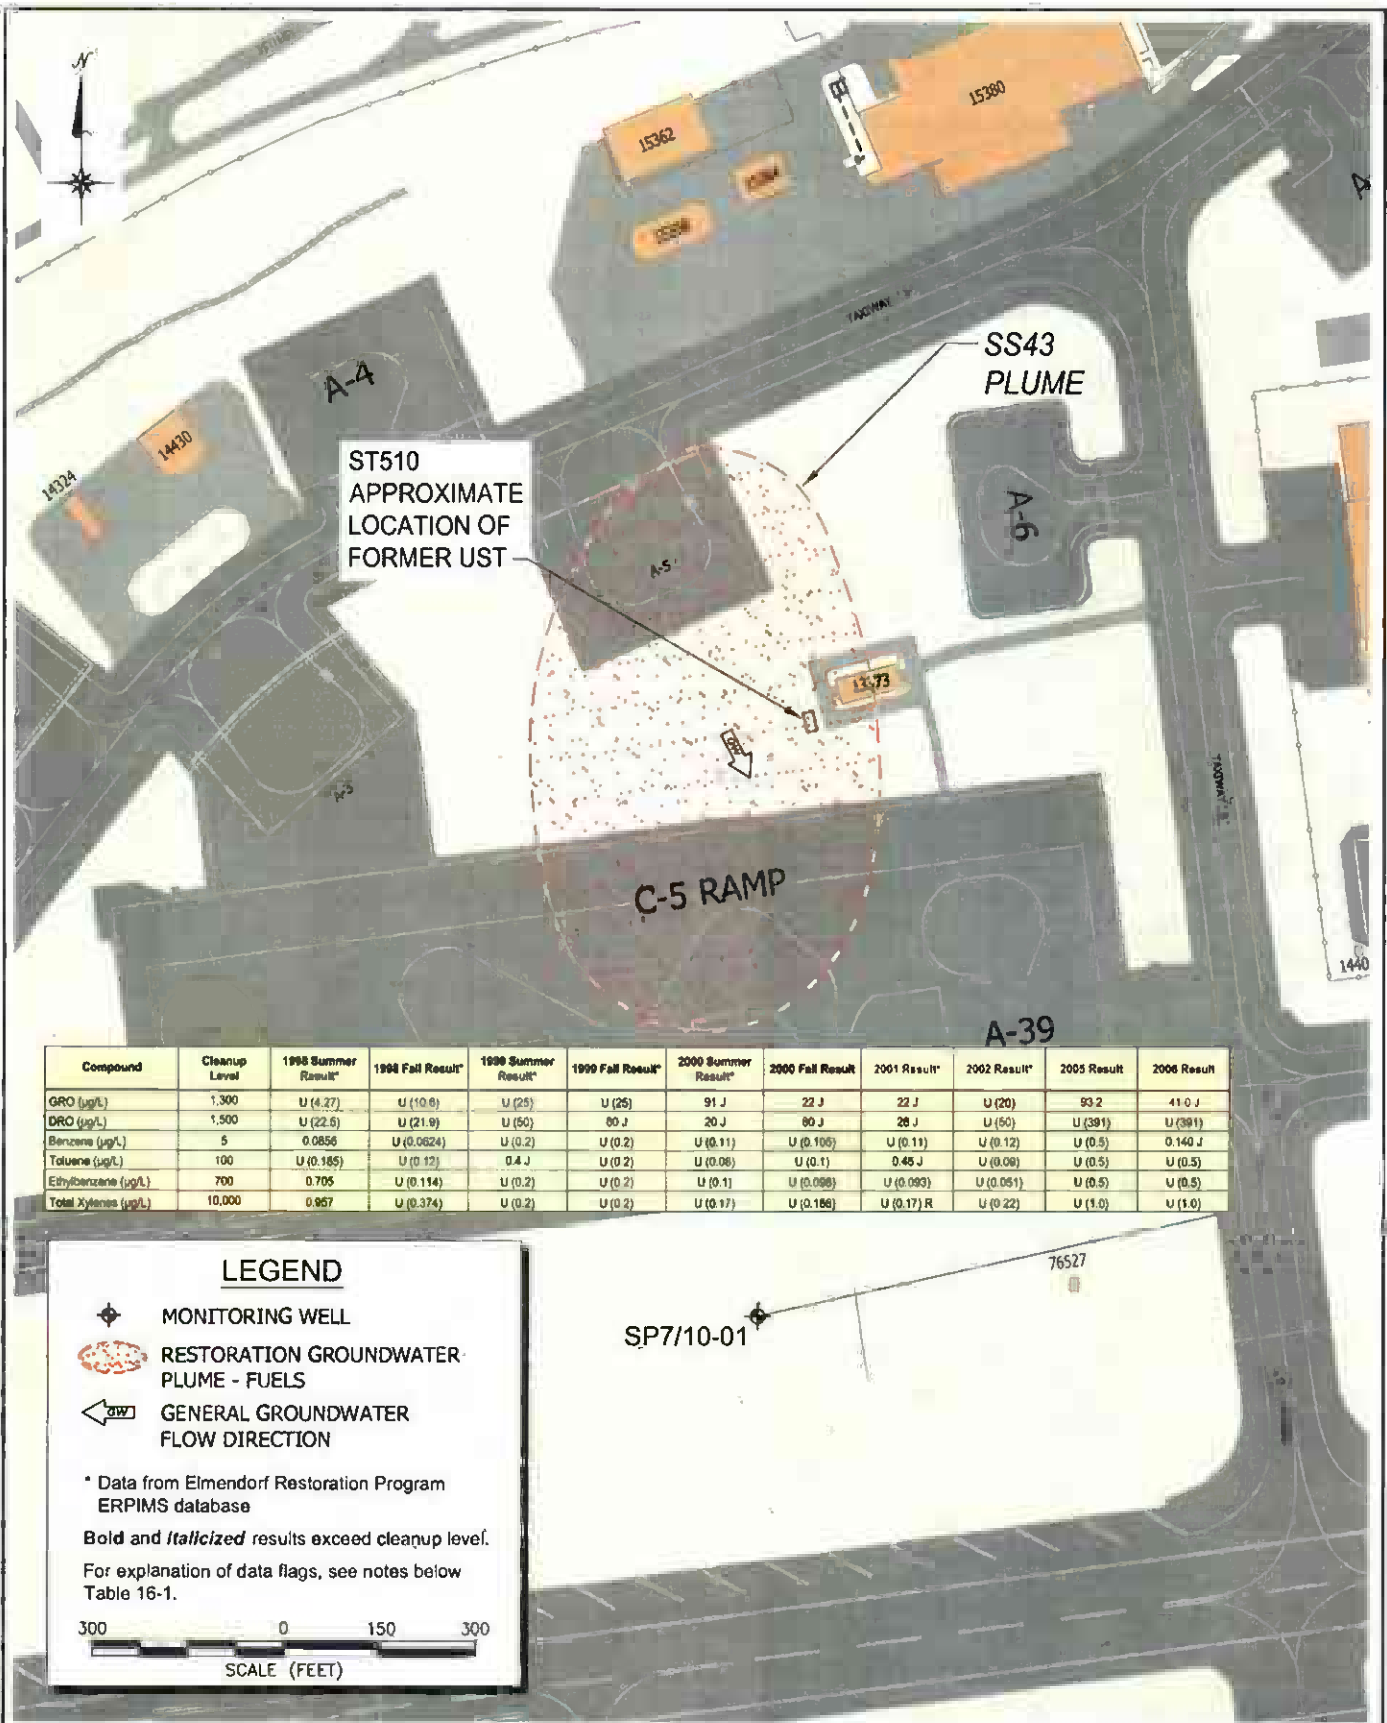 N
15380
15362
TAXIWAY
SS43
PLUME
A-4
14430
14324
ST510
APPROXIMATE
LOCATION OF
FORMER UST
A-5
A-6
C-5 RAMP
TAXIWAY
1440
A-39
Compound Cleanup Level 1998 Summer Result* 1998 Fall Result* 1999 Summer Result* 1999 Fall Result* 2000 Summer Result* 2000 Fall Result 2001 Result* 2002 Result* 2005 Result 2006 Result
GRO (µg/L) 1,300 U (4.27) U (10.6) U (25) U (25) 91 J 22 J 22 J U (20) 93.2 41.0 J
DRO (µg/L) 1,500 U (22.5) U (21.9) U (50) 80 J 20 J 80 J 28 J U (50) U (391) U (391)
Benzene (µg/L) 5 0.0856 U (0.0624) U (0.2) U (0.2) U (0.11) U (0.105) U (0.11) U (0.12) U (0.5) 0.140 J
Toluene (µg/L) 100 U (0.185) U (0.12) 0.4 J U (0.2) U (0.08) U (0.1) 0.45 J U (0.09) U (0.5) U (0.5)
Ethylbenzene (µg/L) 700 0.705 U (0.114) U (0.2) U (0.2) U (0.1) U (0.098) U (0.093) U (0.051) U (0.5) U (0.5)
Total Xylenes (µg/L) 10,000 0.957 U (0.374) U (0.2) U (0.2) U (0.17) U (0.186) U (0.17) R U (0.22) U (1.0) U (1.0)
76527
SP7/10-01
LEGEND
MONITORING WELL
RESTORATION GROUNDWATER
PLUME - FUELS
GW GENERAL GROUNDWATER
FLOW DIRECTION
* Data from Elmendorf Restoration Program
ERPIMS database
Bold and italicized results exceed cleanup level.
For explanation of data flags, see notes below
Table 16-1.
300 0 150 300
SCALE (FEET)